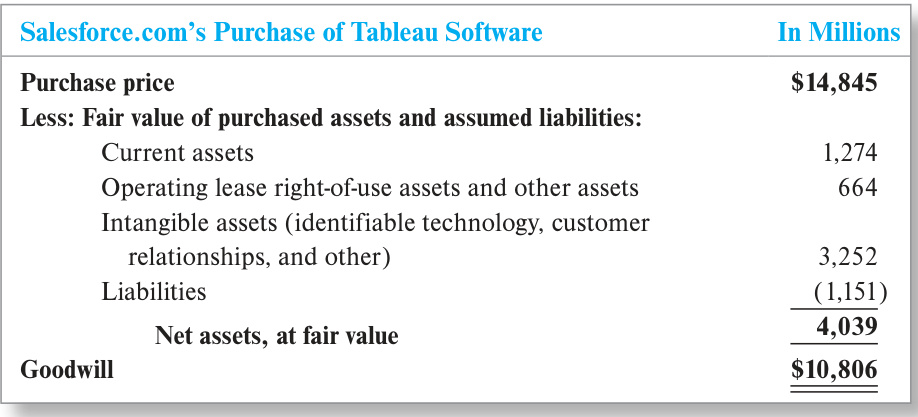 Salesforce.com's Purchase of Tableau Software In Millions
Purchase price $14,845
Less: Fair value of purchased assets and assumed liabilities:
Current assets 1,274
Operating lease right-of-use assets and other assets 664
Intangible assets (identifiable technology, customer
relationships, and other) 3,252
Liabilities (1,151)
Net assets, at fair value 4,039
Goodwill $10,806